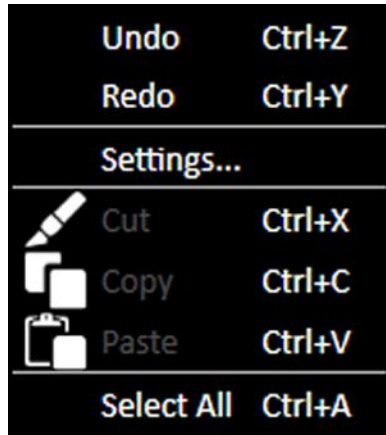 Undo Ctrl+Z
Redo Ctrl+Y
Settings...
Cut Ctrl+X
Copy Ctrl+C
Paste Ctrl+V
Select All Ctrl+A